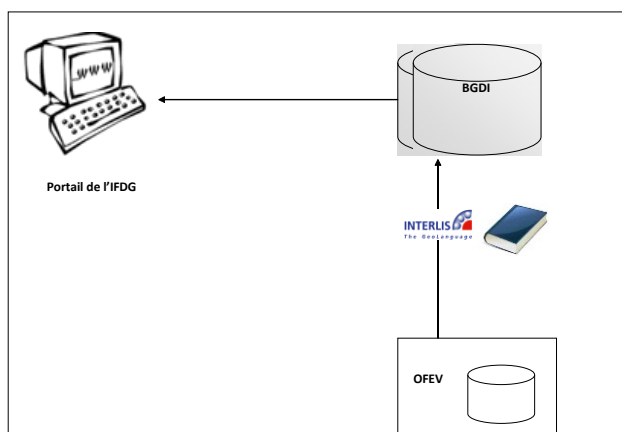 WWW
BGDI
Portail de l'IFDG
INTERLIS
The GeoLanguage
OFEV